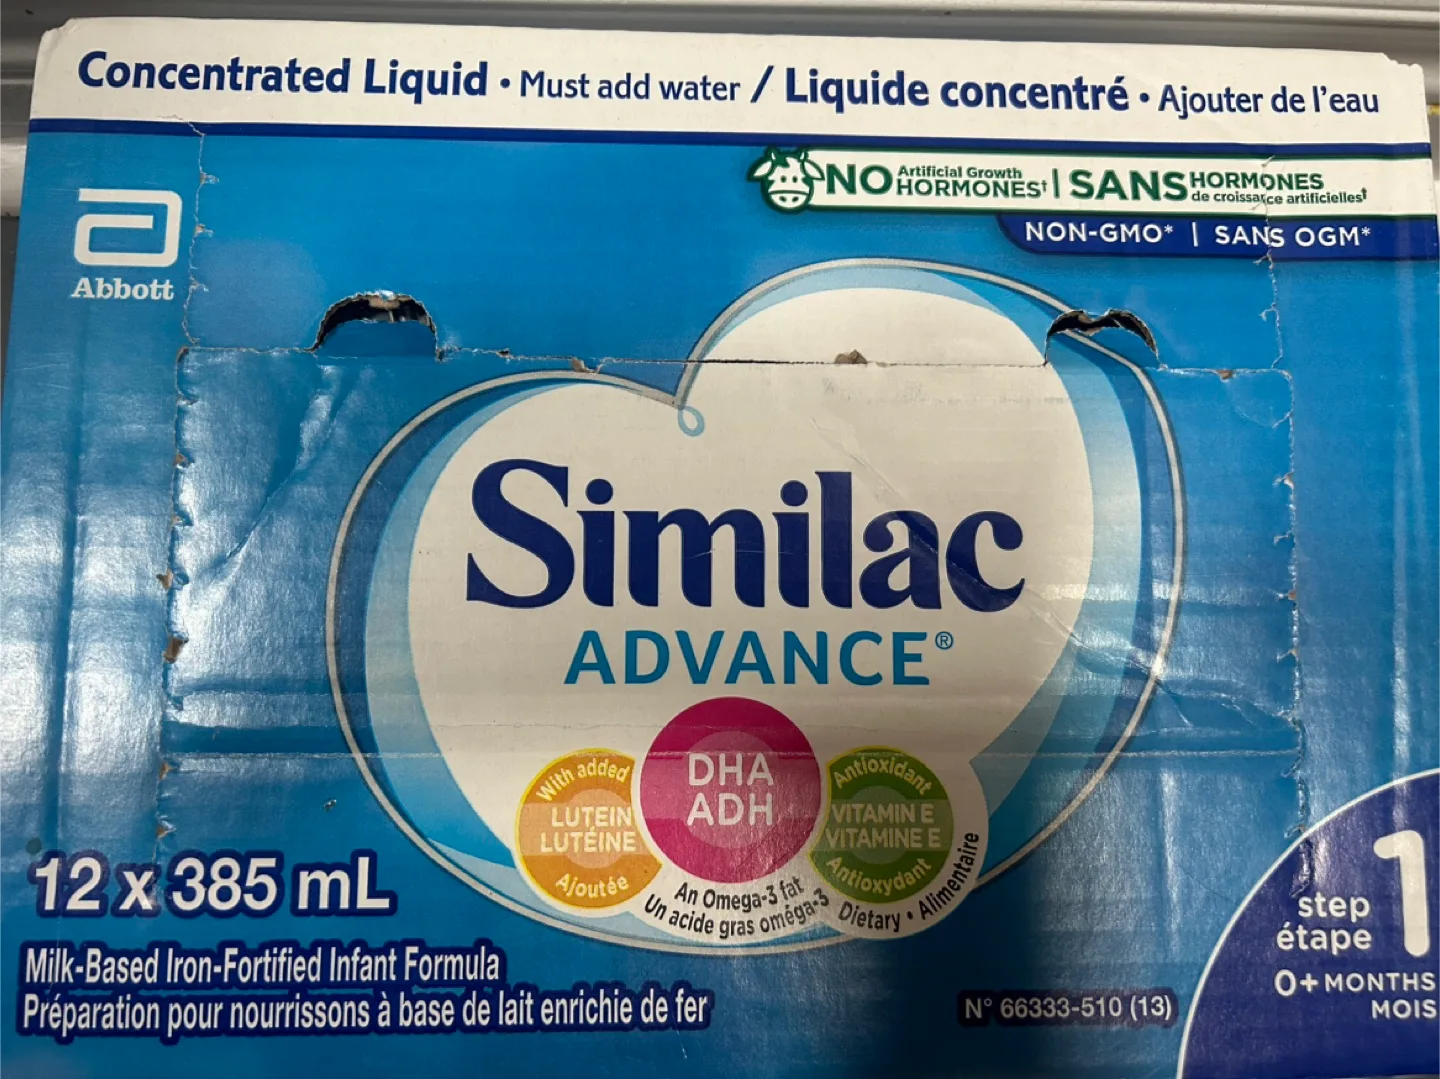 Concentrated Liquid • Must add water / Liquide concentré • Ajouter de l'eau
Abbott
NO Artificial Growth HORMONES† | SANS HORMONES de croissance artificielles†
NON-GMO* | SANS OGM*
Similac
ADVANCE®
With added
LUTEIN
LUTÉINE
Ajoutée
DHA
ADH
An Omega-3 fat
Un acide gras oméga-3
Antioxidant
VITAMIN E
VITAMINE E
Antioxydant
Dietary • Alimentaire
12 x 385 mL
Milk-Based Iron-Fortified Infant Formula
Préparation pour nourrissons à base de lait enrichie de fer
N° 66333-510 (13)
step
étape
1
0+ MONTHS
MOIS